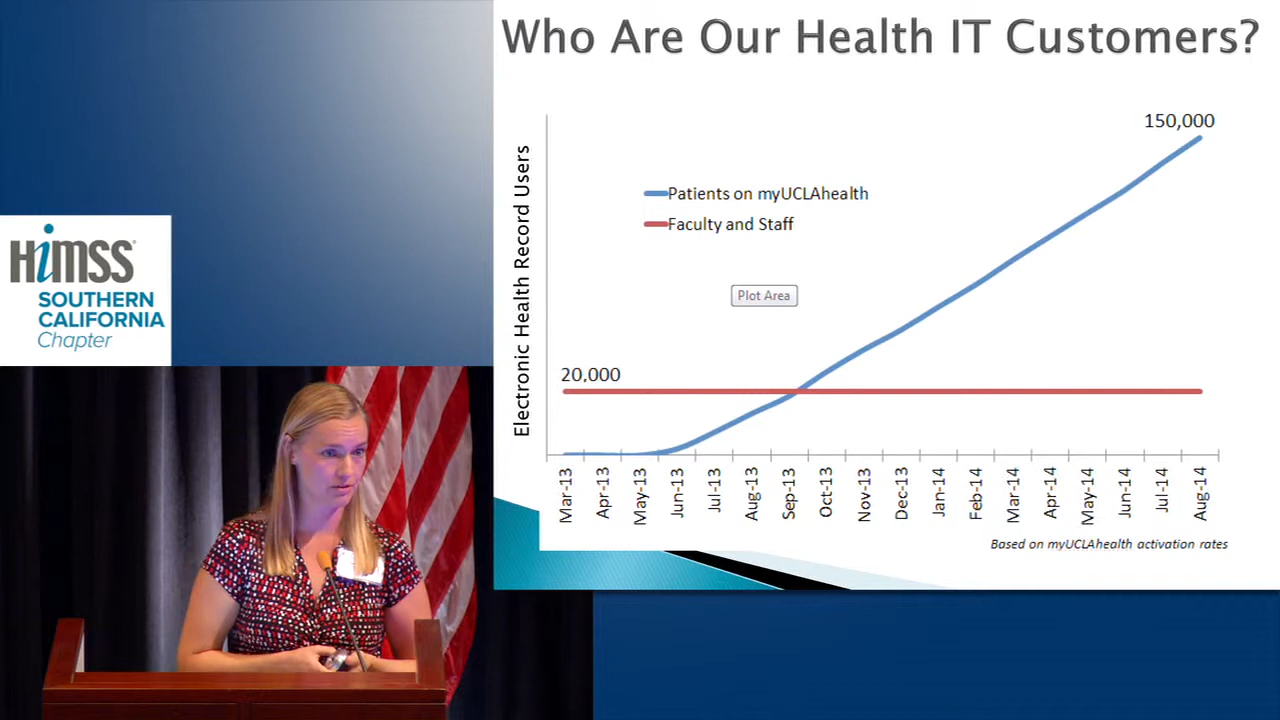 Who Are Our Health IT Customers?
HiMSS®
SOUTHERN
CALIFORNIA
Chapter
Electronic Health Record Users
150,000
Patients on myUCLAhealth
Faculty and Staff
Plot Area
20,000
Mar-13
Apr-13
May-13
Jun-13
Jul-13
Aug-13
Sep-13
Oct-13
Nov-13
Dec-13
Jan-14
Feb-14
Mar-14
Apr-14
May-14
Jun-14
Jul-14
Aug-14
Based on myUCLAhealth activation rates